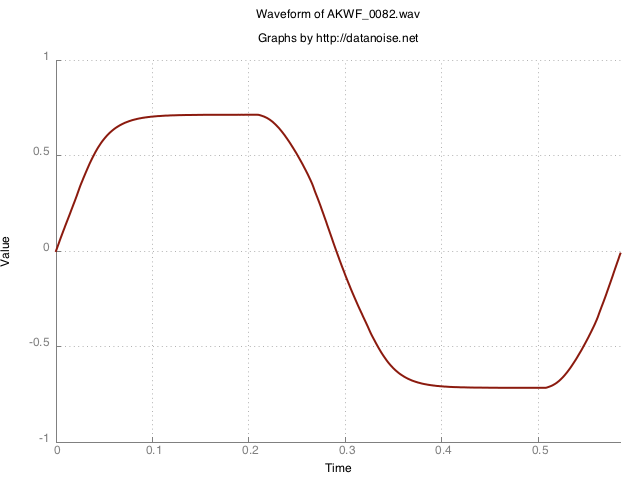 Waveform of AKWF_0082.wav
Graphs by http://datanoise.net
1
0.5
0
-0.5
-1
Value
0 0.1 0.2 0.3 0.4 0.5
Time